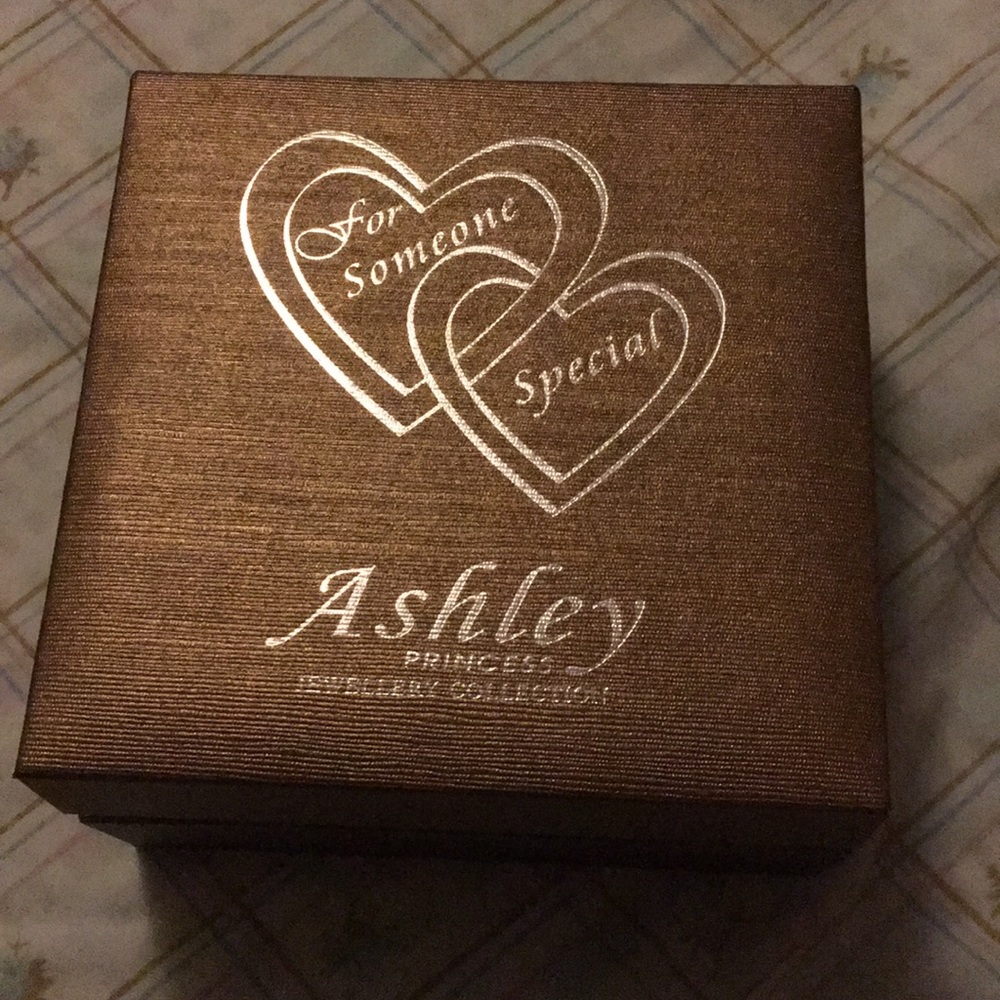 For
Someone
Special
Ashley
PRINCESS
JEWELLERY COLLECTION